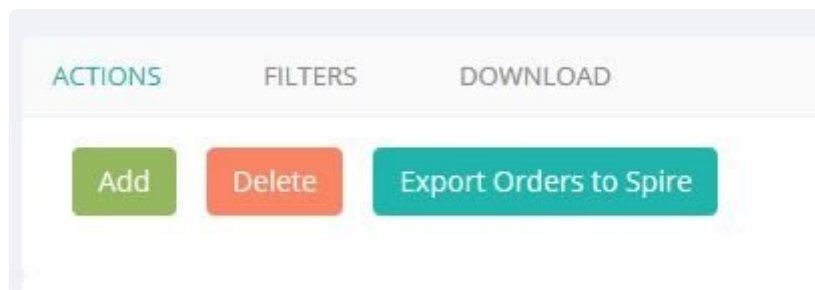 ACTIONS FILTERS DOWNLOAD
Add Delete Export Orders to Spire